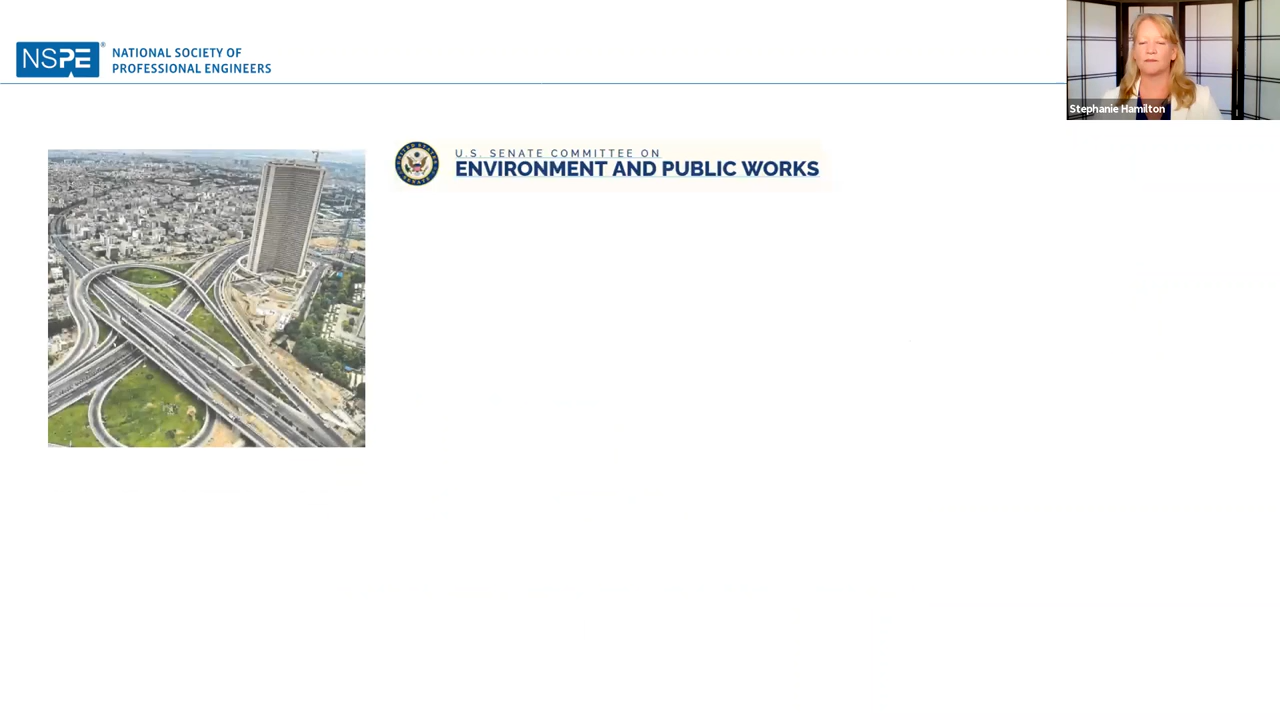 NSPE®
NATIONAL SOCIETY OF
PROFESSIONAL ENGINEERS
Stephanie Hamilton
U.S. SENATE COMMITTEE ON
ENVIRONMENT AND PUBLIC WORKS